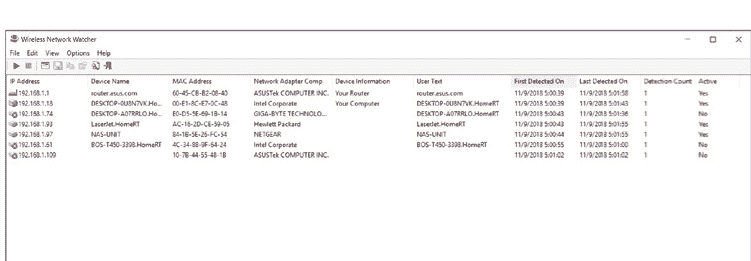 Wireless Network Watcher
File Edit View Options Help
IP Address Device Name MAC Address Network Adapter Comp Device Information User Text First Detected On Last Detected On Detection Count Active
192.168.1.1 router.asus.com 60-45-CB-B2-08-40 ASUSTek COMPUTER INC. Your Router router.asus.com 11/9/2018 5:00:39 11/9/2018 5:01:58 1 Yes
192.168.1.18 DESKTOP-0U8N7VK.Ho... 00-E1-8C-E7-0C-48 Intel Corporate Your Computer DESKTOP-0U8N7VK.HomeRT 11/9/2018 5:00:39 11/9/2018 5:01:43 1 Yes
192.168.1.74 DESKTOP-A07RRLO.Ho... E0-D5-5E-69-1B-14 GIGA-BYTE TECHNOLO... DESKTOP-A07RRLO.HomeRT 11/9/2018 5:00:43 11/9/2018 5:01:36 1 No
192.168.1.93 LaserJet.HomeRT AC-16-2D-CE-59-05 Hewlett Packard LaserJet.HomeRT 11/9/2018 5:00:43 11/9/2018 5:01:55 1 Yes
192.168.1.97 NAS-UNIT 84-1B-5E-26-FC-54 NETGEAR NAS-UNIT 11/9/2018 5:00:44 11/9/2018 5:01:55 1 Yes
192.168.1.61 BOS-T450-3398.HomeRT 4C-34-88-9F-64-24 Intel Corporate BOS-T450-3398.HomeRT 11/9/2018 5:00:55 11/9/2018 5:01:00 1 No
192.168.1.109 10-7B-44-55-48-1B ASUSTek COMPUTER INC. 11/9/2018 5:01:02 11/9/2018 5:01:02 1 No